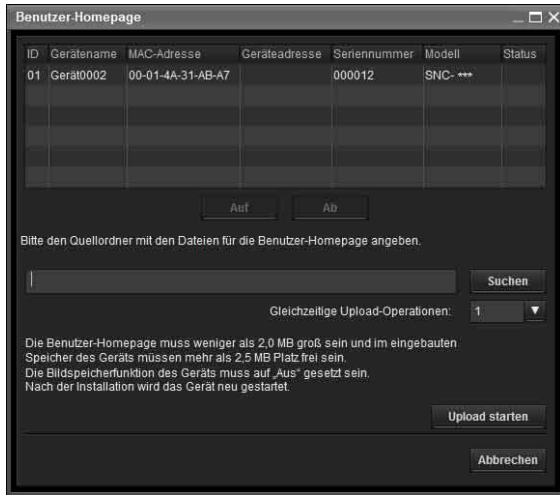 Benutzer-Homepage
ID Gerätename MAC-Adresse Geräteadresse Seriennummer Modell Status
01 Gerät0002 00-01-4A-31-AB-A7 000012 SNC- ***
Auf Ab
Bitte den Quellordner mit den Dateien für die Benutzer-Homepage angeben.
Suchen
Gleichzeitige Upload-Operationen: 1
Die Benutzer-Homepage muss weniger als 2,0 MB groß sein und im eingebauten
Speicher des Geräts müssen mehr als 2,5 MB Platz frei sein.
Die Bildspeicherfunktion des Geräts muss auf „Aus“ gesetzt sein.
Nach der Installation wird das Gerät neu gestartet.
Upload starten
Abbrechen